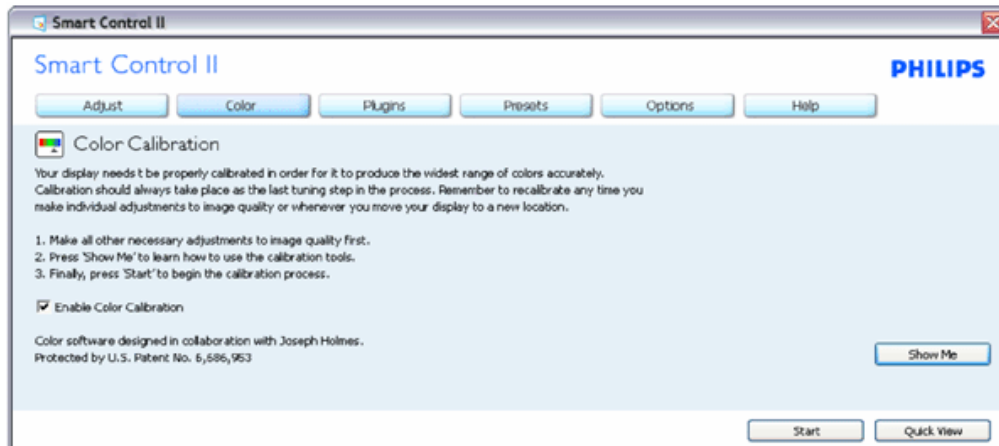 Smart Control II
Smart Control II
PHILIPS
Adjust
Color
Plugins
Presets
Options
Help
Color Calibration
Your display needs t be properly calibrated in order for it to produce the widest range of colors accurately.
Calibration should always take place as the last tuning step in the process. Remember to recalibrate any time you
make individual adjustments to image quality or whenever you move your display to a new location.
1. Make all other necessary adjustments to image quality first.
2. Press 'Show Me' to learn how to use the calibration tools.
3. Finally, press 'Start' to begin the calibration process.
Enable Color Calibration
Color software designed in collaboration with Joseph Holmes.
Protected by U.S. Patent No. 6,686,953
Show Me
Start
Quick View